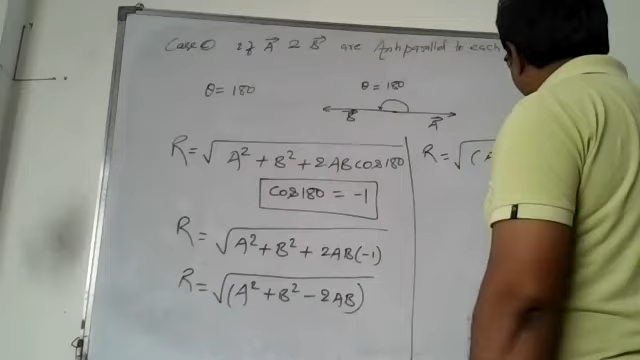 Case ① if A⃗ & B⃗ are Antiparallel to each
θ = 180
θ = 180
B⃗
A⃗
R = √A² + B² + 2AB cos180
cos180 = -1
R = √A² + B² + 2AB(-1)
R = √(A² + B² - 2AB)
R = √(A